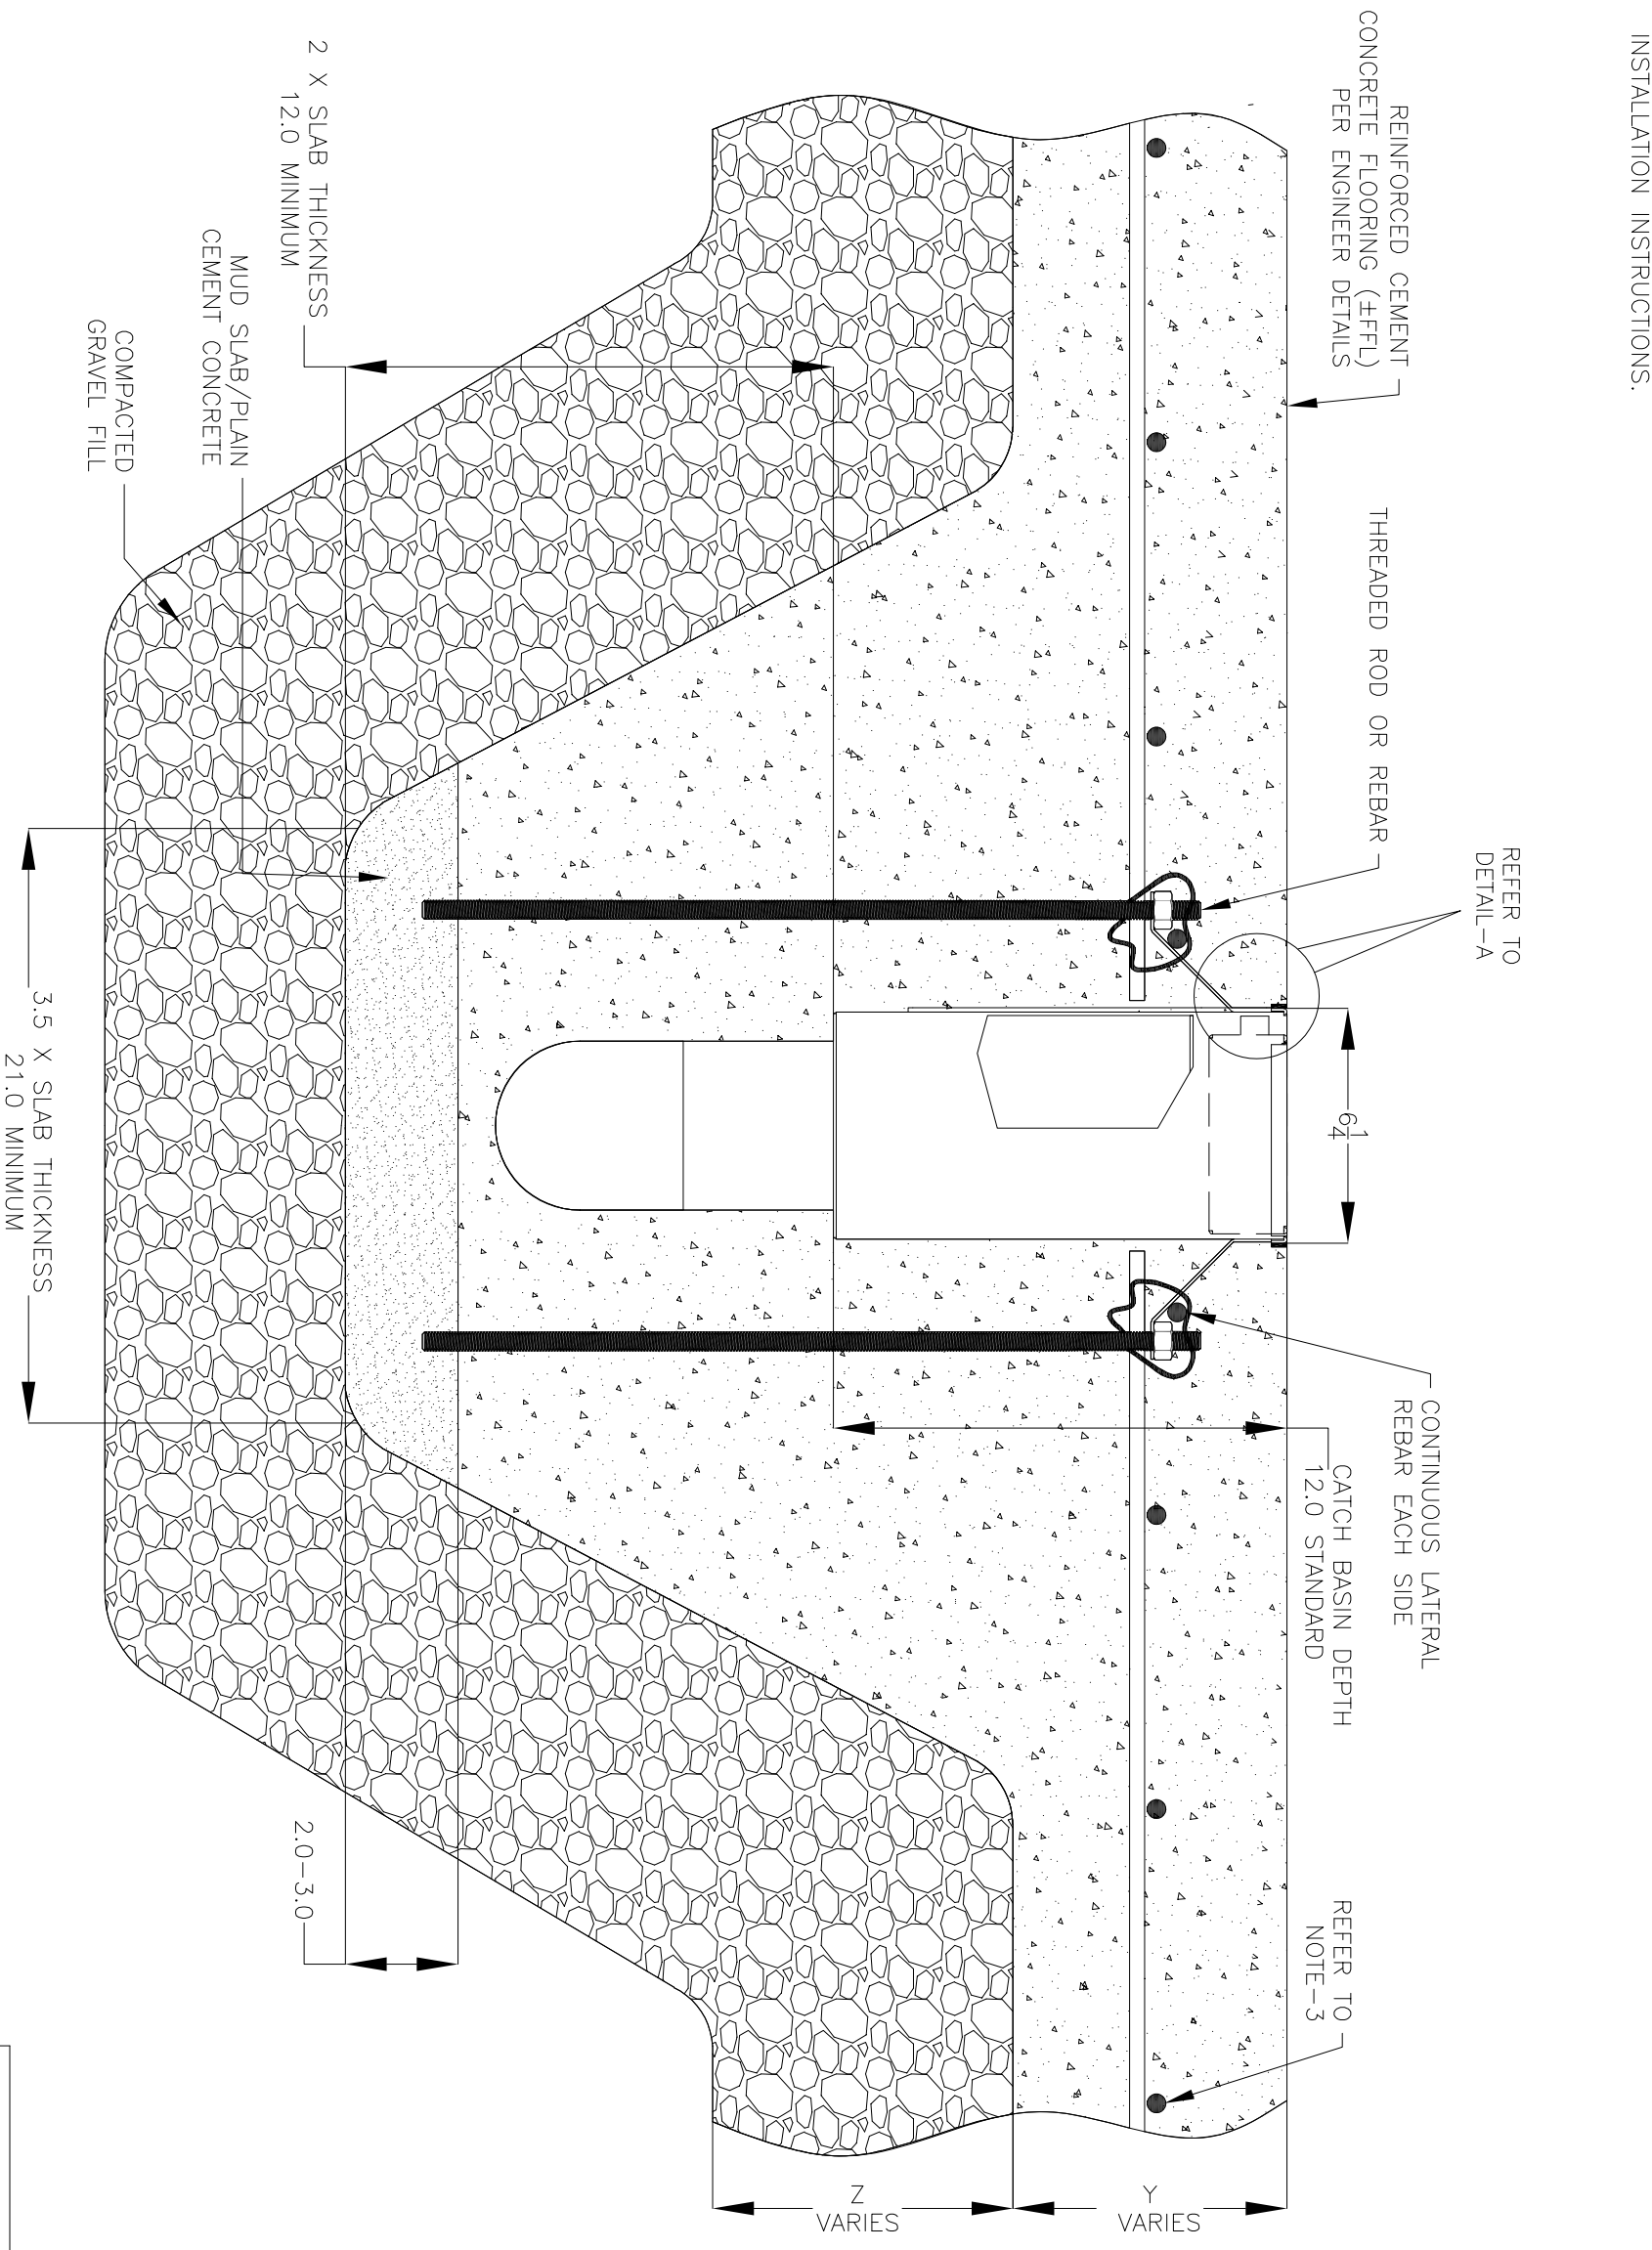 INSTALLATION INSTRUCTIONS.
REINFORCED CEMENT
CONCRETE FLOORING (±FFL)
PER ENGINEER DETAILS
THREADED ROD OR REBAR
REFER TO
DETAIL-A
6 1/4
CONTINUOUS LATERAL
REBAR EACH SIDE
CATCH BASIN DEPTH
12.0 STANDARD
REFER TO
NOTE-3
Y
VARIES
Z
VARIES
2 X SLAB THICKNESS
12.0 MINIMUM
MUD SLAB/PLAIN
CEMENT CONCRETE
COMPACTED
GRAVEL FILL
3.5 X SLAB THICKNESS
21.0 MINIMUM
2.0-3.0